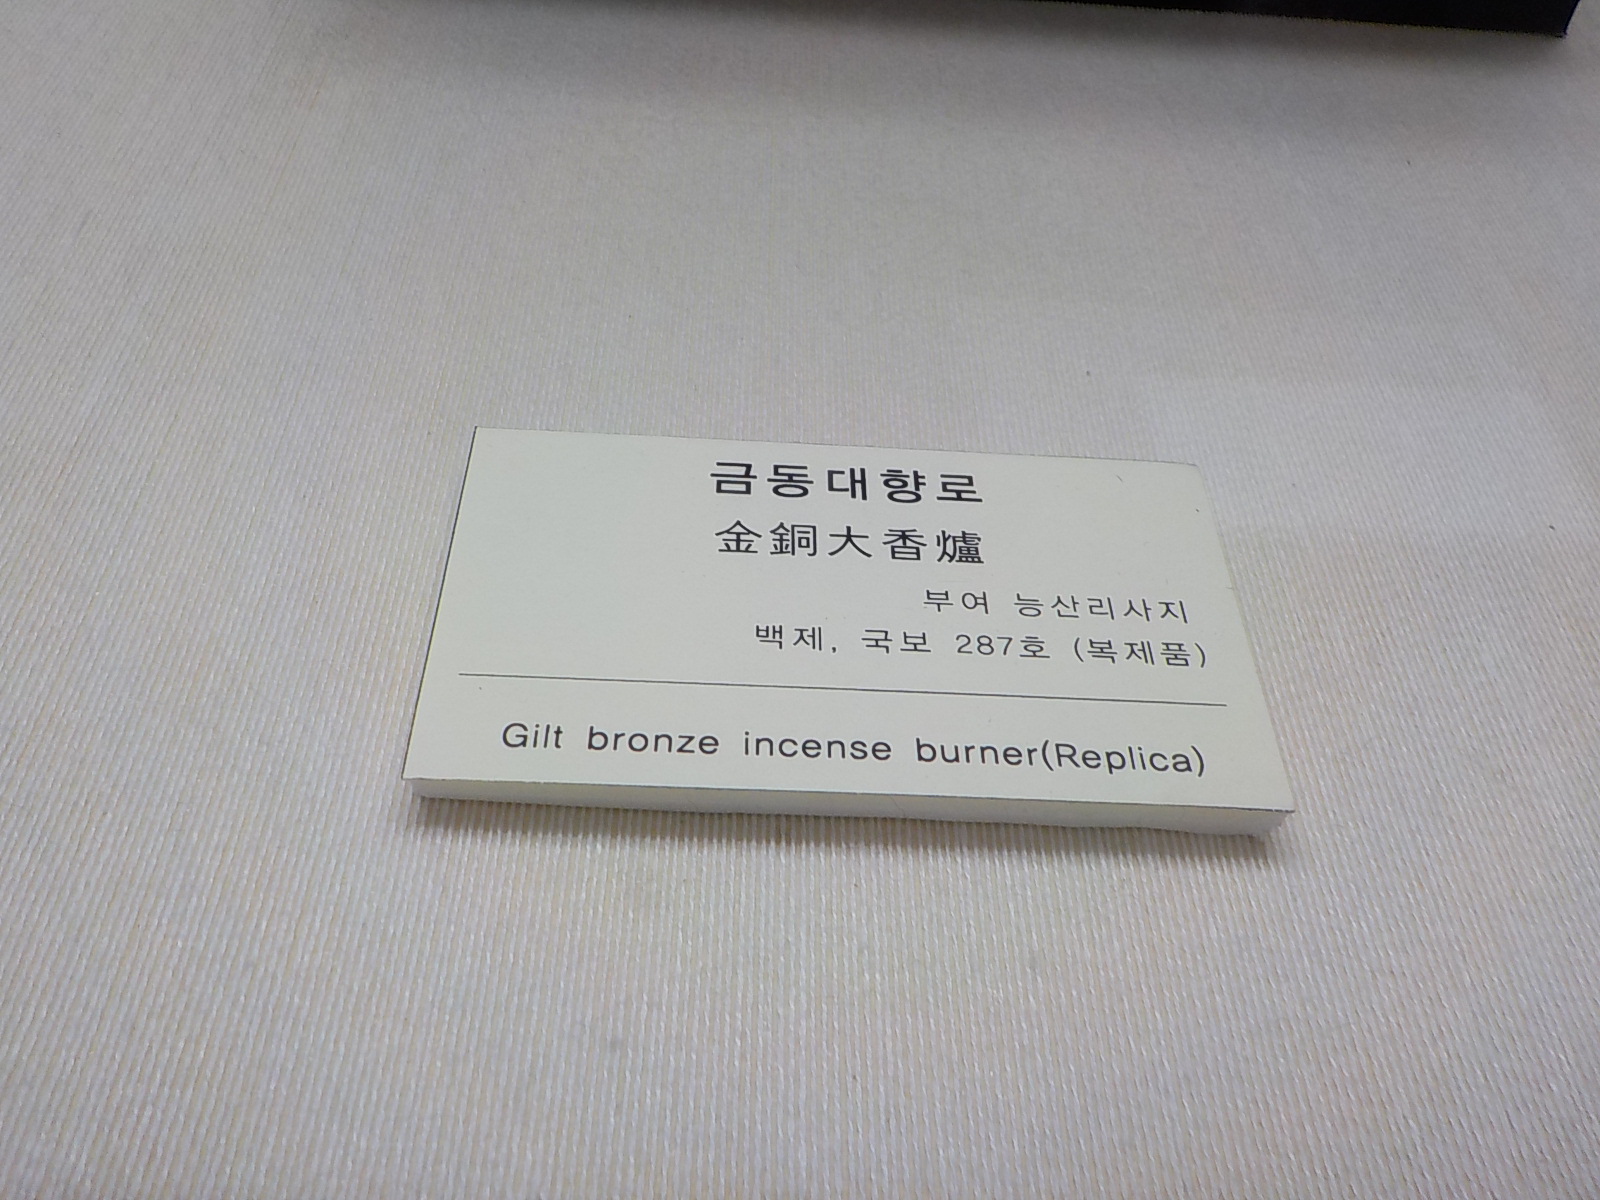 금동대향로
金銅大香爐
부여 능산리사지
백제, 국보 287호 (복제품)
Gilt bronze incense burner(Replica)